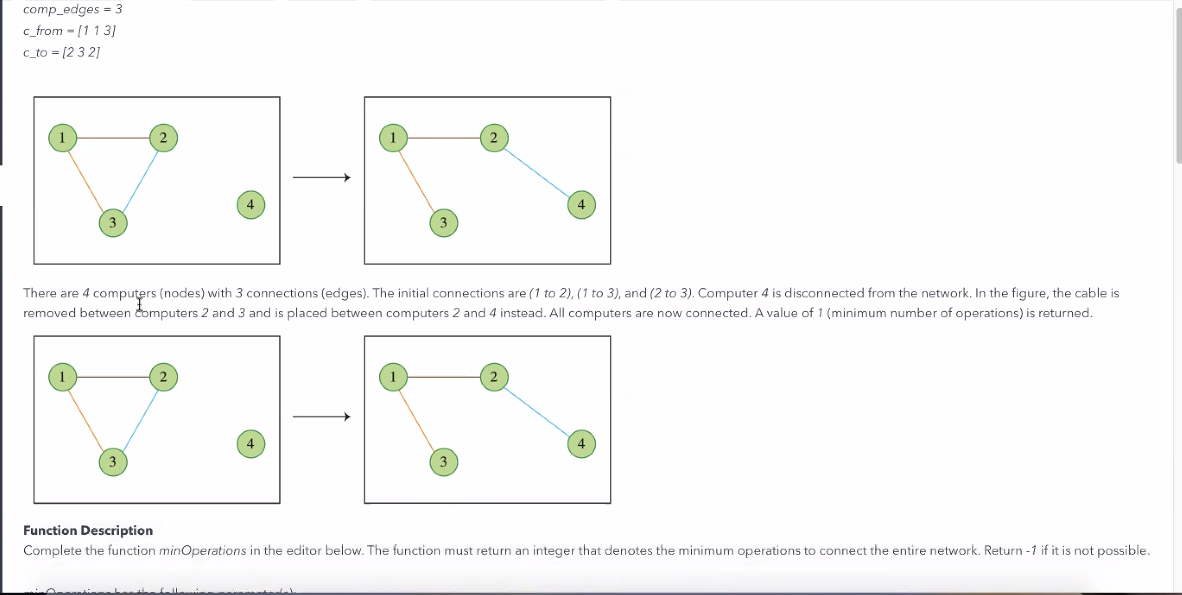 comp_edges = 3
c_from = [1 1 3]
c_to = [2 3 2]
1 2 1 2
4 4
3 3
There are 4 computers (nodes) with 3 connections (edges). The initial connections are (1 to 2), (1 to 3), and (2 to 3). Computer 4 is disconnected from the network. In the figure, the cable is
removed between computers 2 and 3 and is placed between computers 2 and 4 instead. All computers are now connected. A value of 1 (minimum number of operations) is returned.
1 2 1 2
4 4
3 3
Function Description
Complete the function minOperations in the editor below. The function must return an integer that denotes the minimum operations to connect the entire network. Return -1 if it is not possible.
minOperations has the following parameter(s):